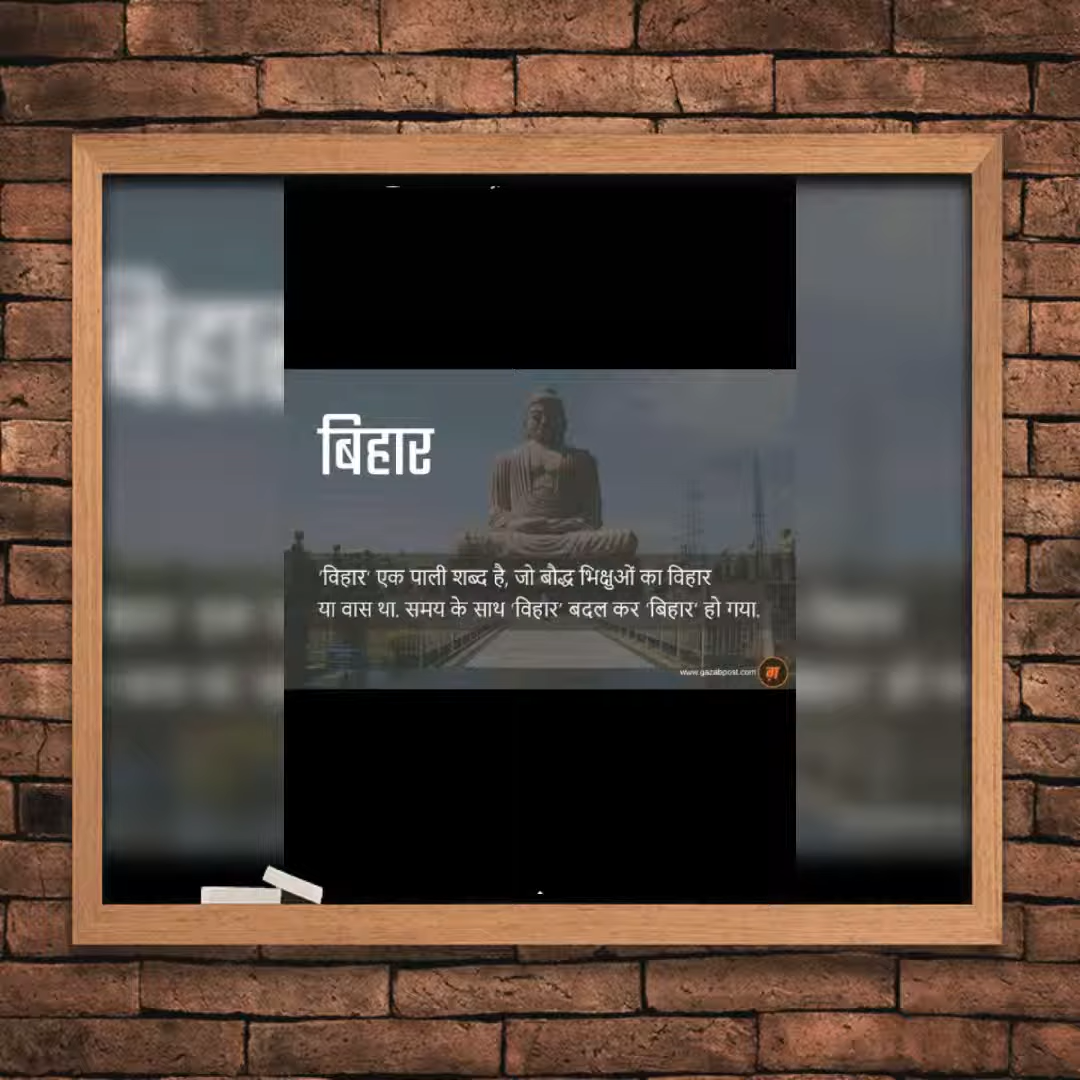 बिहार
'विहार' एक पाली शब्द है, जो बौद्ध भिक्षुओं का विहार
या वास था. समय के साथ 'विहार' बदल कर 'बिहार' हो गया.
www.gazabpost.com ग